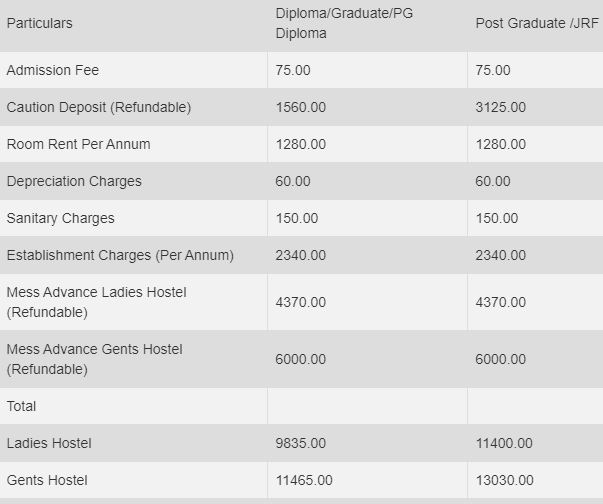 Particulars Diploma/Graduate/PG Post Graduate /JRF
Diploma
Admission Fee 75.00 75.00
Caution Deposit (Refundable) 1560.00 3125.00
Room Rent Per Annum 1280.00 1280.00
Depreciation Charges 60.00 60.00
Sanitary Charges 150.00 150.00
Establishment Charges (Per Annum) 2340.00 2340.00
Mess Advance Ladies Hostel 4370.00 4370.00
(Refundable)
Mess Advance Gents Hostel 6000.00 6000.00
(Refundable)
Total
Ladies Hostel 9835.00 11400.00
Gents Hostel 11465.00 13030.00